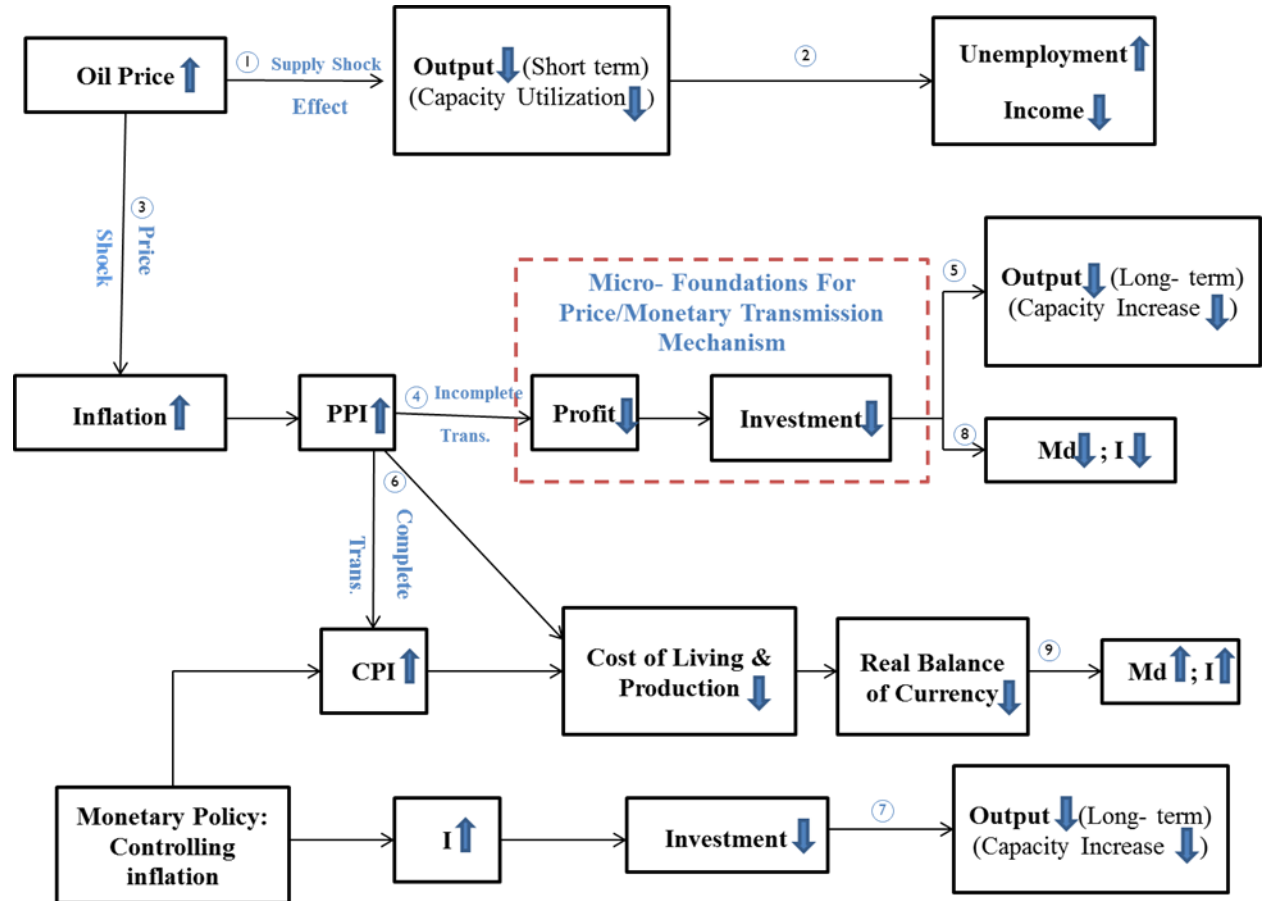 Oil Price
① Supply Shock
Effect
Output (Short term)
(Capacity Utilization )
②
Unemployment
Income
③ Price
Shock
Micro- Foundations For
Price/Monetary Transmission
Mechanism
⑤
Output (Long- term)
(Capacity Increase )
Inflation
PPI
④ Incomplete
Trans.
Profit
Investment
⑧
Md ; I
⑥ Complete
Trans.
CPI
Cost of Living &
Production
Real Balance
of Currency
⑨
Md ; I
Monetary Policy:
Controlling
inflation
I
Investment
⑦
Output (Long- term)
(Capacity Increase )